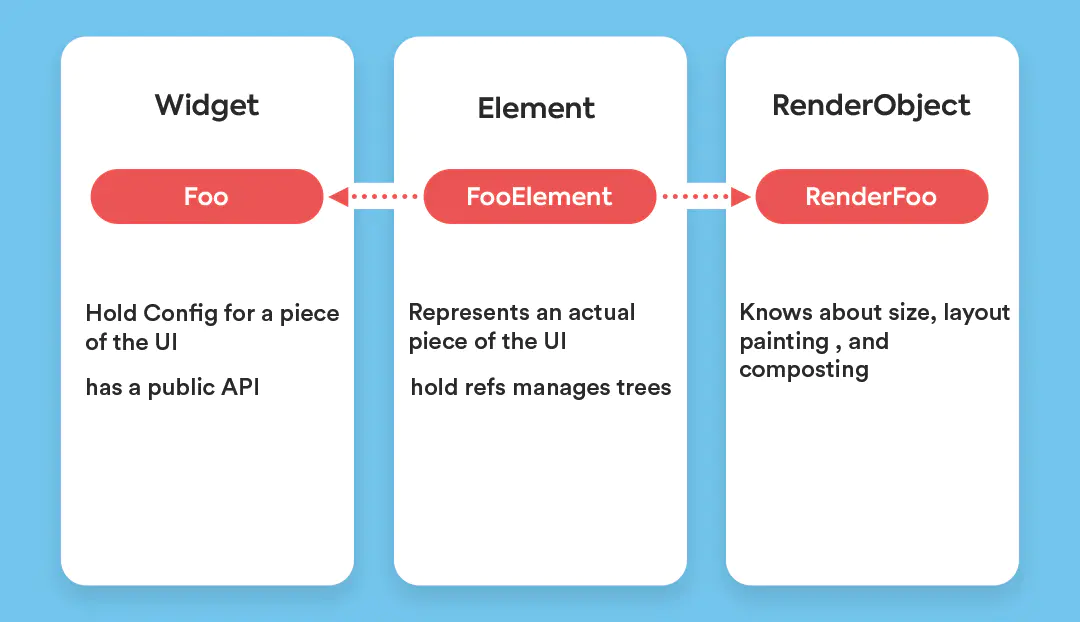 Widget
Foo
Hold Config for a piece
of the UI
has a public API
Element
FooElement
Represents an actual
piece of the UI
hold refs manages trees
RenderObject
RenderFoo
Knows about size, layout
painting , and
composting